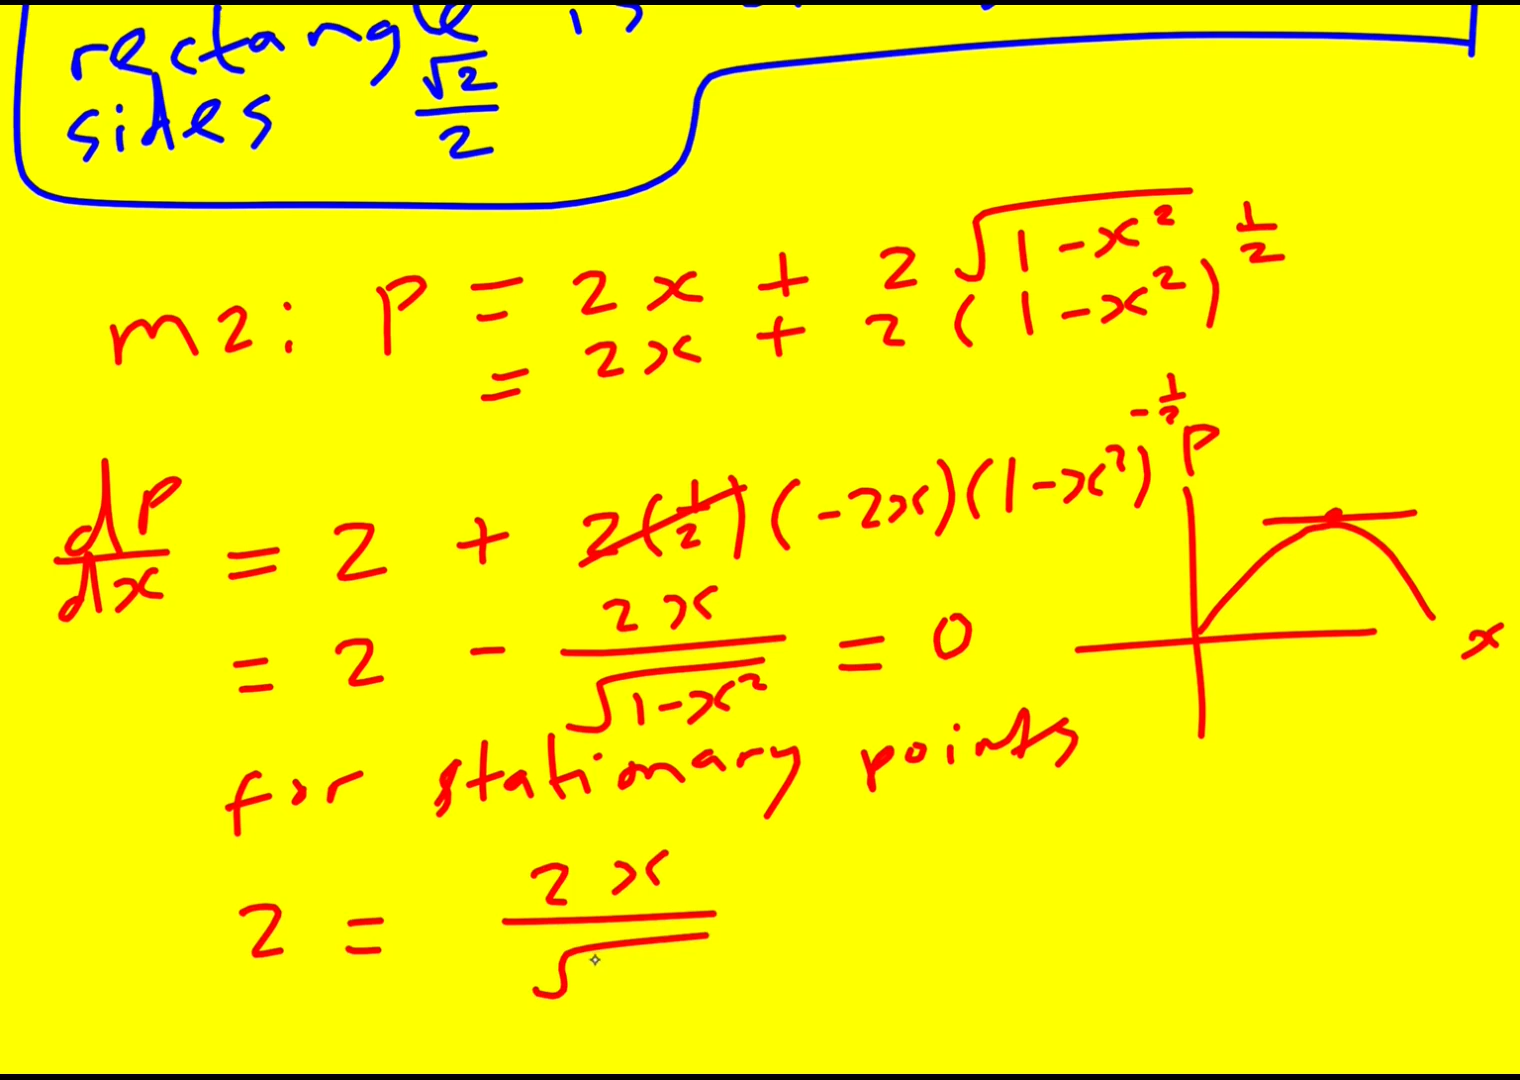 rectangle is
sides √2/2
m2: P = 2x + 2√(1-x²)
= 2x + 2(1-x²)^(1/2)
dP/dx = 2 + 2(1/2)(-2x)(1-x²)^(-1/2)
= 2 - 2x/√(1-x²) = 0
P
x
for stationary points
2 = 2x/√